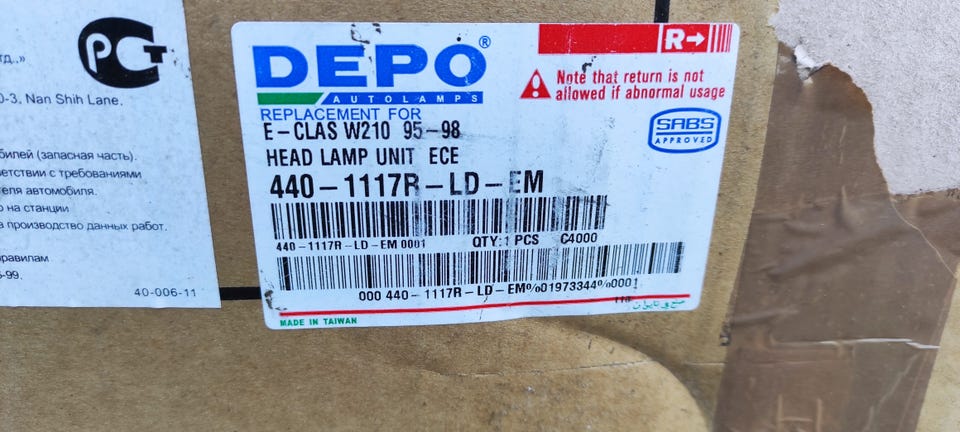 РСТ
тд.,»
0-3, Nan Shih Lane,
билей (запасная часть).
ветствии с требованиями
теля автомобиля.
о на станции
а производство данных работ.
равилам
-99.
40-006-11
DEPO®
AUTOLAMPS
REPLACEMENT FOR
R→
Note that return is not
allowed if abnormal usage
E-CLAS W210 95-98
HEAD LAMP UNIT ECE
SABS
APPROVED
440-1117R-LD-EM
440-1117R-LD-EM 0001 QTY:1 PCS C4000
000 440-1117R-LD-EM%01973344%0001
MADE IN TAIWAN